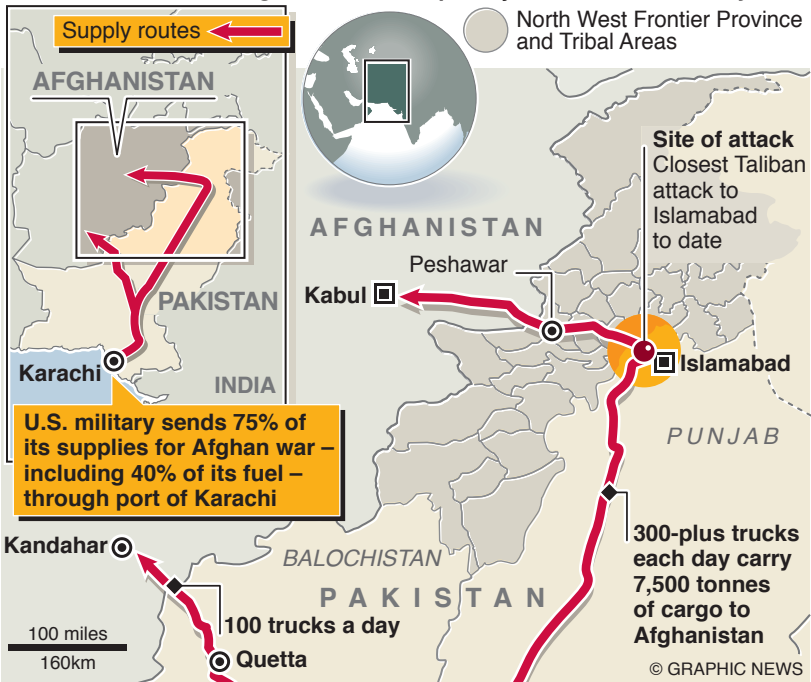 Supply routes
North West Frontier Province
and Tribal Areas
AFGHANISTAN
Site of attack
Closest Taliban
attack to
Islamabad
to date
AFGHANISTAN
Peshawar
Kabul
PAKISTAN
Islamabad
Karachi
INDIA
U.S. military sends 75% of
its supplies for Afghan war –
including 40% of its fuel –
through port of Karachi
PUNJAB
Kandahar
BALOCHISTAN
PAKISTAN
300-plus trucks
each day carry
7,500 tonnes
of cargo to
Afghanistan
100 trucks a day
100 miles
160km
Quetta
© GRAPHIC NEWS